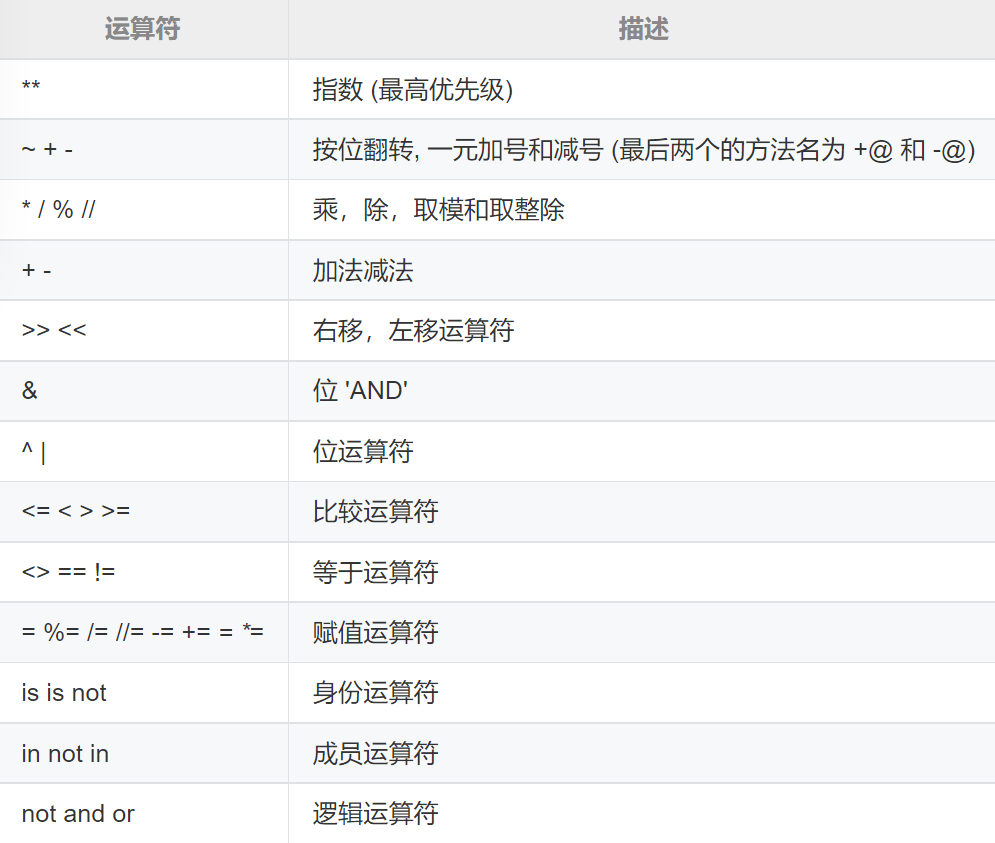 运算符 描述
** 指数 (最高优先级)
~ + - 按位翻转, 一元加号和减号 (最后两个的方法名为 +@ 和 -@)
* / % // 乘，除，取模和取整除
+ - 加法减法
>> << 右移，左移运算符
& 位 'AND'
^ | 位运算符
<= < > >= 比较运算符
<> == != 等于运算符
= %= /= //= -= += = *= 赋值运算符
is is not 身份运算符
in not in 成员运算符
not and or 逻辑运算符